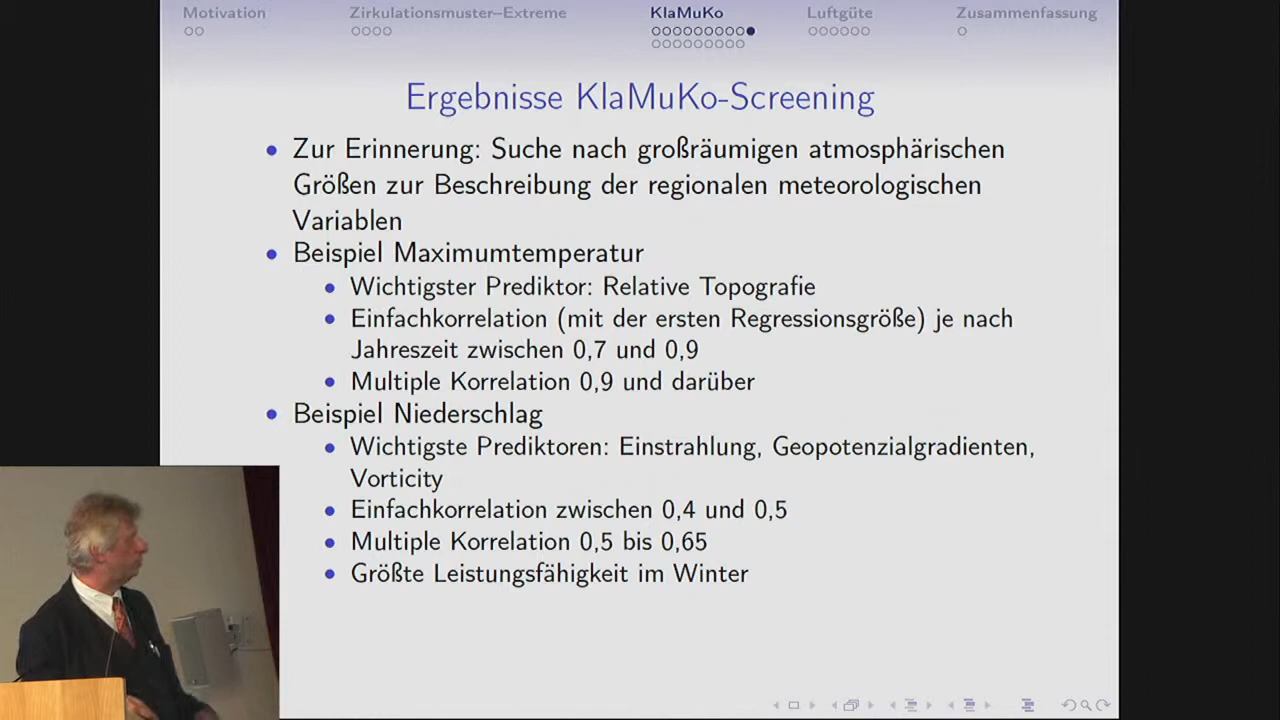 Motivation
Zirkulationsmuster–Extreme
KlaMuKo
Luftgüte
Zusammenfassung
Ergebnisse KlaMuKo-Screening
Zur Erinnerung: Suche nach großräumigen atmosphärischen
Größen zur Beschreibung der regionalen meteorologischen
Variablen
Beispiel Maximumtemperatur
Wichtigster Prediktor: Relative Topografie
Einfachkorrelation (mit der ersten Regressionsgröße) je nach
Jahreszeit zwischen 0,7 und 0,9
Multiple Korrelation 0,9 und darüber
Beispiel Niederschlag
Wichtigste Prediktoren: Einstrahlung, Geopotenzialgradienten,
Vorticity
Einfachkorrelation zwischen 0,4 und 0,5
Multiple Korrelation 0,5 bis 0,65
Größte Leistungsfähigkeit im Winter